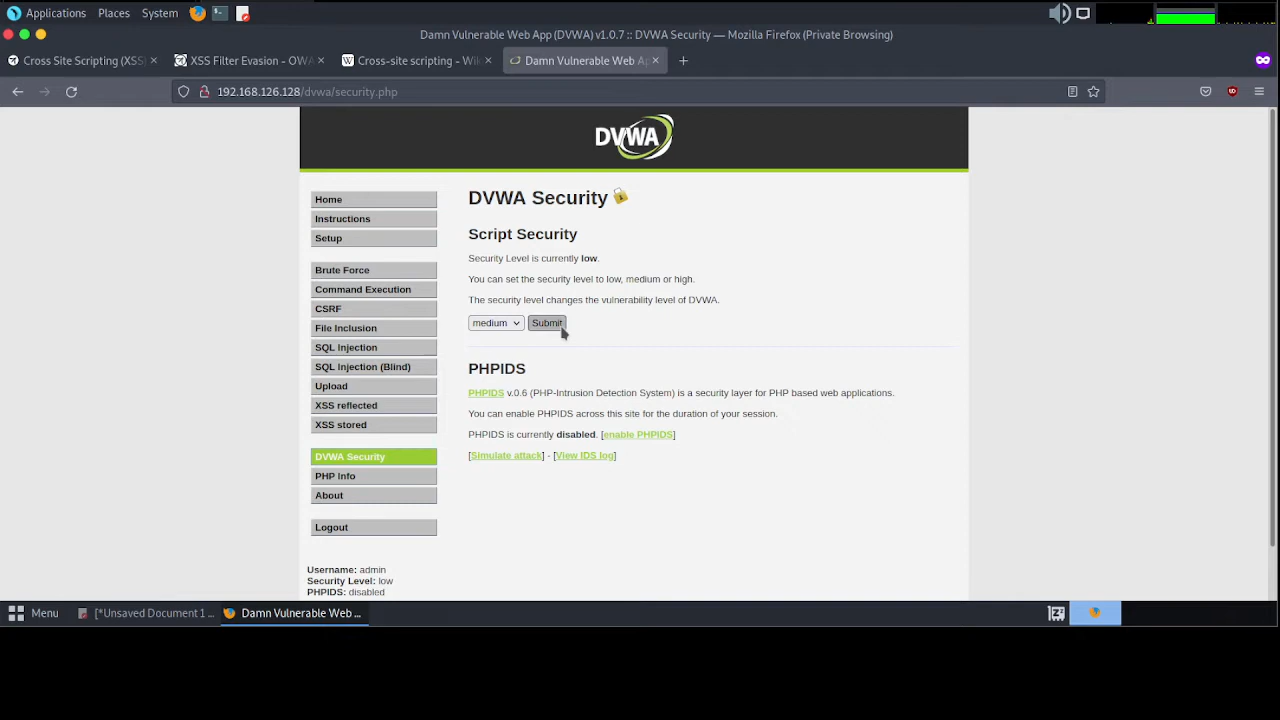 Applications Places System
Damn Vulnerable Web App (DVWA) v1.0.7 :: DVWA Security — Mozilla Firefox (Private Browsing)
Cross Site Scripting (XSS)
XSS Filter Evasion - OWA
Cross-site scripting - Wiki
Damn Vulnerable Web Ap
192.168.126.128/dvwa/security.php
DVWA
Home
Instructions
Setup
Brute Force
Command Execution
CSRF
File Inclusion
SQL Injection
SQL Injection (Blind)
Upload
XSS reflected
XSS stored
DVWA Security
PHP Info
About
Logout
Username: admin
Security Level: low
PHPIDS: disabled
DVWA Security
Script Security
Security Level is currently low.
You can set the security level to low, medium or high.
The security level changes the vulnerability level of DVWA.
medium Submit
PHPIDS
PHPIDS v.0.6 (PHP-Intrusion Detection System) is a security layer for PHP based web applications.
You can enable PHPIDS across this site for the duration of your session.
PHPIDS is currently disabled. [enable PHPIDS]
[Simulate attack] - [View IDS log]
Menu [*Unsaved Document 1 ... Damn Vulnerable Web ...